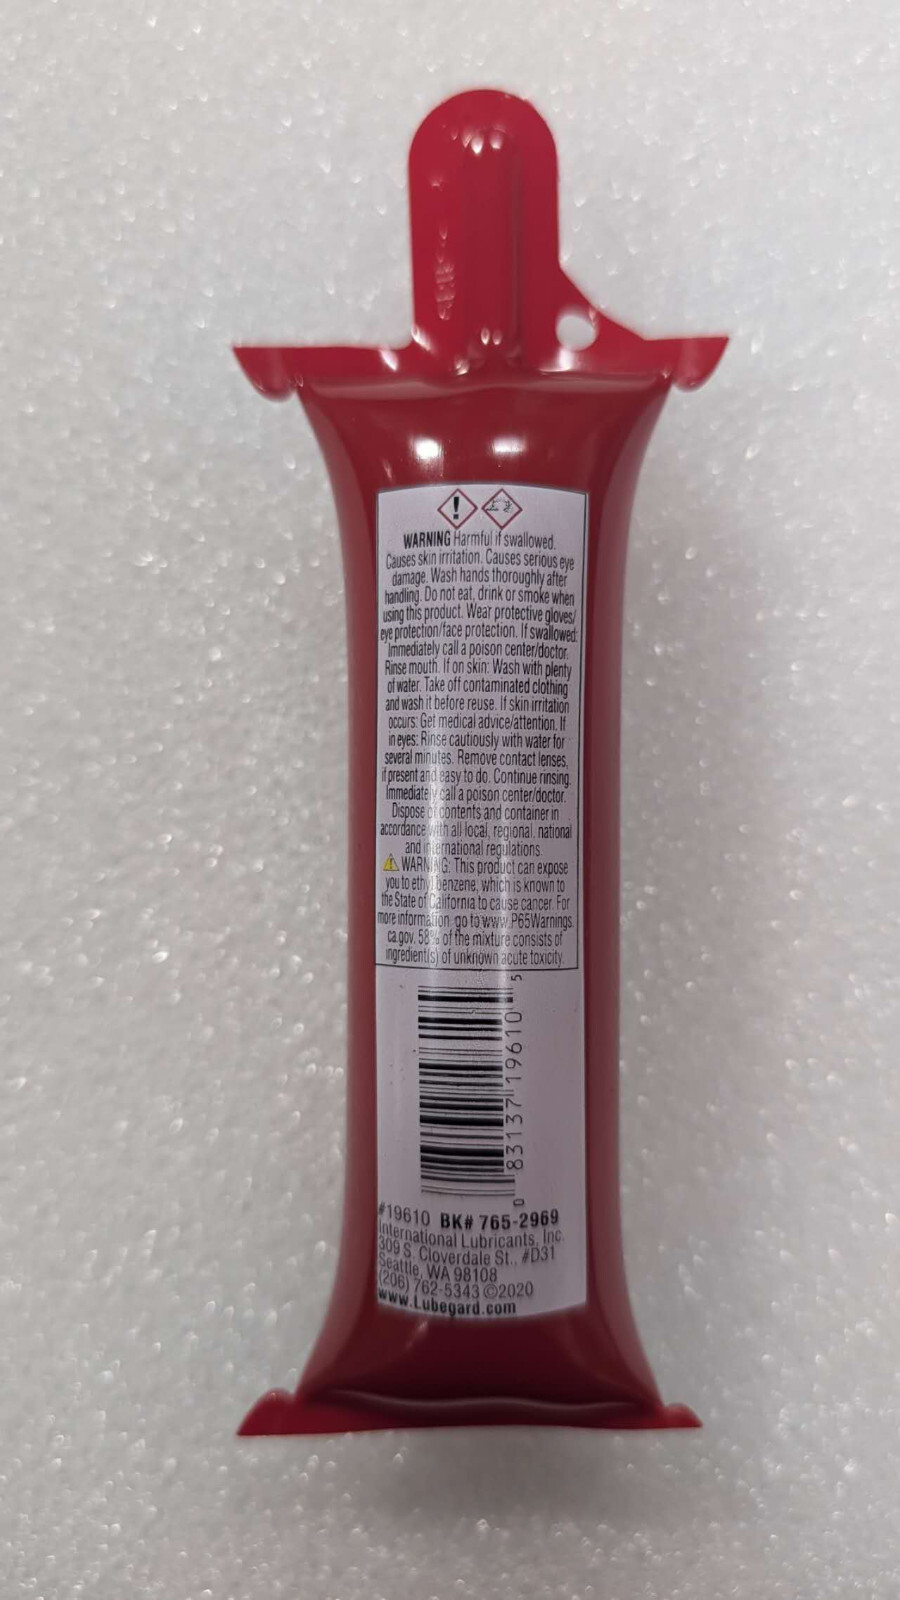 WARNING Harmful if swallowed.
Causes skin irritation. Causes serious eye
damage. Wash hands thoroughly after
handling. Do not eat, drink or smoke when
using this product. Wear protective gloves/
eye protection/face protection. If swallowed:
Immediately call a poison center/doctor.
Rinse mouth. If on skin: Wash with plenty
of water. Take off contaminated clothing
and wash it before reuse. If skin irritation
occurs: Get medical advice/attention. If
in eyes: Rinse cautiously with water for
several minutes. Remove contact lenses,
if present and easy to do. Continue rinsing.
Immediately call a poison center/doctor.
Dispose of contents and container in
accordance with all local, regional, national
and international regulations.
WARNING: This product can expose
you to ethylbenzene, which is known to
the State of California to cause cancer. For
more information go to www.P65Warnings.
ca.gov. 58% of the mixture consists of
ingredient(s) of unknown acute toxicity.
0 83137 19610 5
#19610 BK# 765-2969
International Lubricants, Inc.
309 S. Cloverdale St., #D31
Seattle, WA 98108
(206) 762-5343 ©2020
www.Lubegard.com